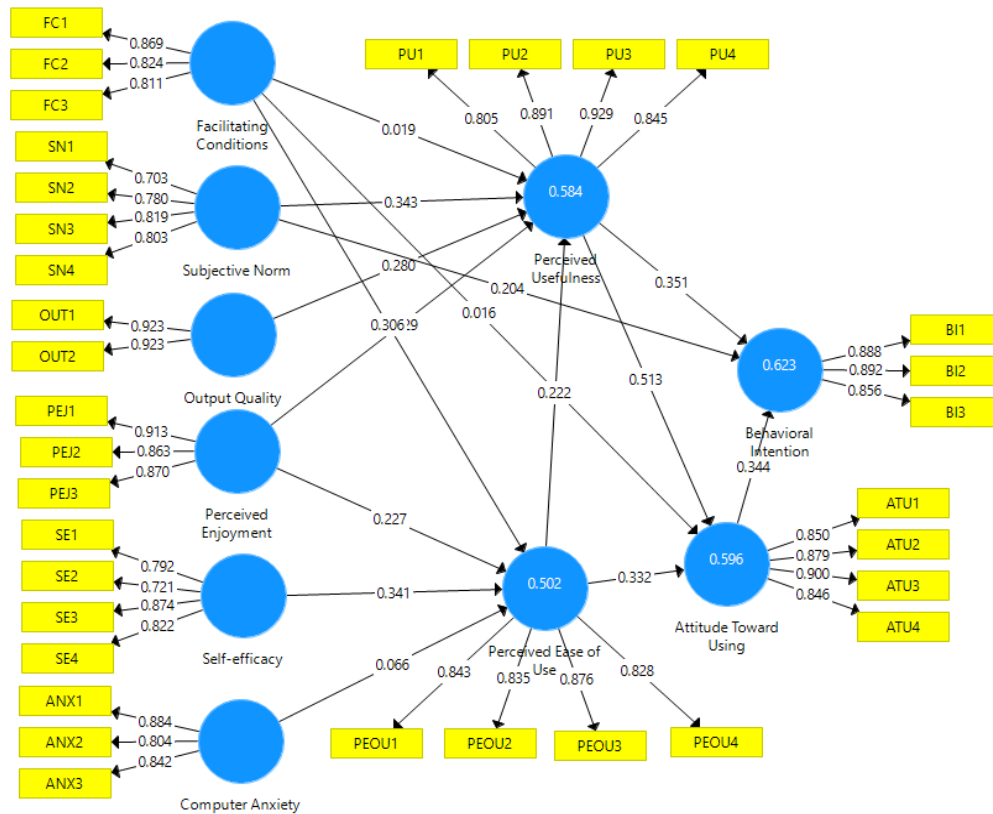 FC1
FC2
FC3
0.869
0.824
0.811
Facilitating
Conditions
SN1
SN2
SN3
SN4
0.703
0.780
0.819
0.803
Subjective Norm
OUT1
OUT2
0.923
0.923
Output Quality
PEJ1
PEJ2
PEJ3
0.913
0.863
0.870
Perceived
Enjoyment
SE1
SE2
SE3
SE4
0.792
0.721
0.874
0.822
Self-efficacy
ANX1
ANX2
ANX3
0.884
0.804
0.842
Computer Anxiety
PU1
PU2
PU3
PU4
0.805
0.891
0.929
0.845
0.584
Perceived
Usefulness
0.019
0.343
0.280
0.204
0.016
0.306
0.222
0.227
0.341
0.066
0.351
0.513
0.332
0.344
0.502
Perceived Ease of
Use
0.843
0.835
0.876
0.828
PEOU1
PEOU2
PEOU3
PEOU4
0.623
Behavioral
Intention
0.888
0.892
0.856
BI1
BI2
BI3
0.596
Attitude Toward
Using
0.850
0.879
0.900
0.846
ATU1
ATU2
ATU3
ATU4